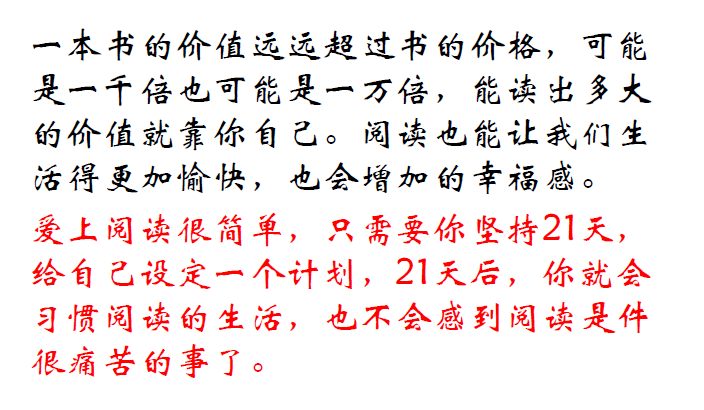 一本书的价值远远超过书的价格，可能
是一千倍也可能是一万倍，能读出多大
的价值就靠你自己。阅读也能让我们生
活得更加愉快，也会增加的幸福感。
爱上阅读很简单，只需要你坚持21天，
给自己设定一个计划，21天后，你就会
习惯阅读的生活，也不会感到阅读是件
很痛苦的事了。